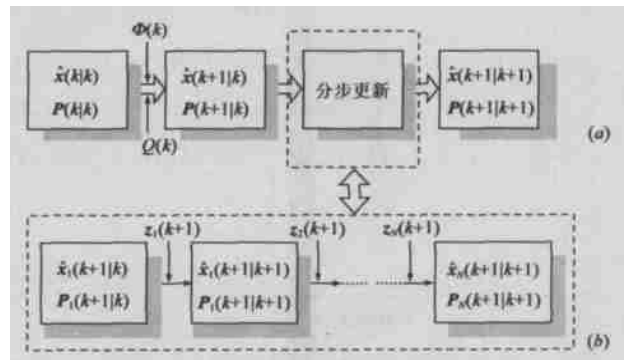 Φ(k)
x̂(k|k)
P(k|k)
Q(k)
x̂(k+1|k)
P(k+1|k)
分步更新
x̂(k+1|k+1)
P(k+1|k+1)
(a)
z₁(k+1)
z₂(k+1)
z_N(k+1)
x̂₁(k+1|k)
P₁(k+1|k)
x̂₁(k+1|k+1)
P₁(k+1|k+1)
x̂_N(k+1|k+1)
P_N(k+1|k+1)
(b)